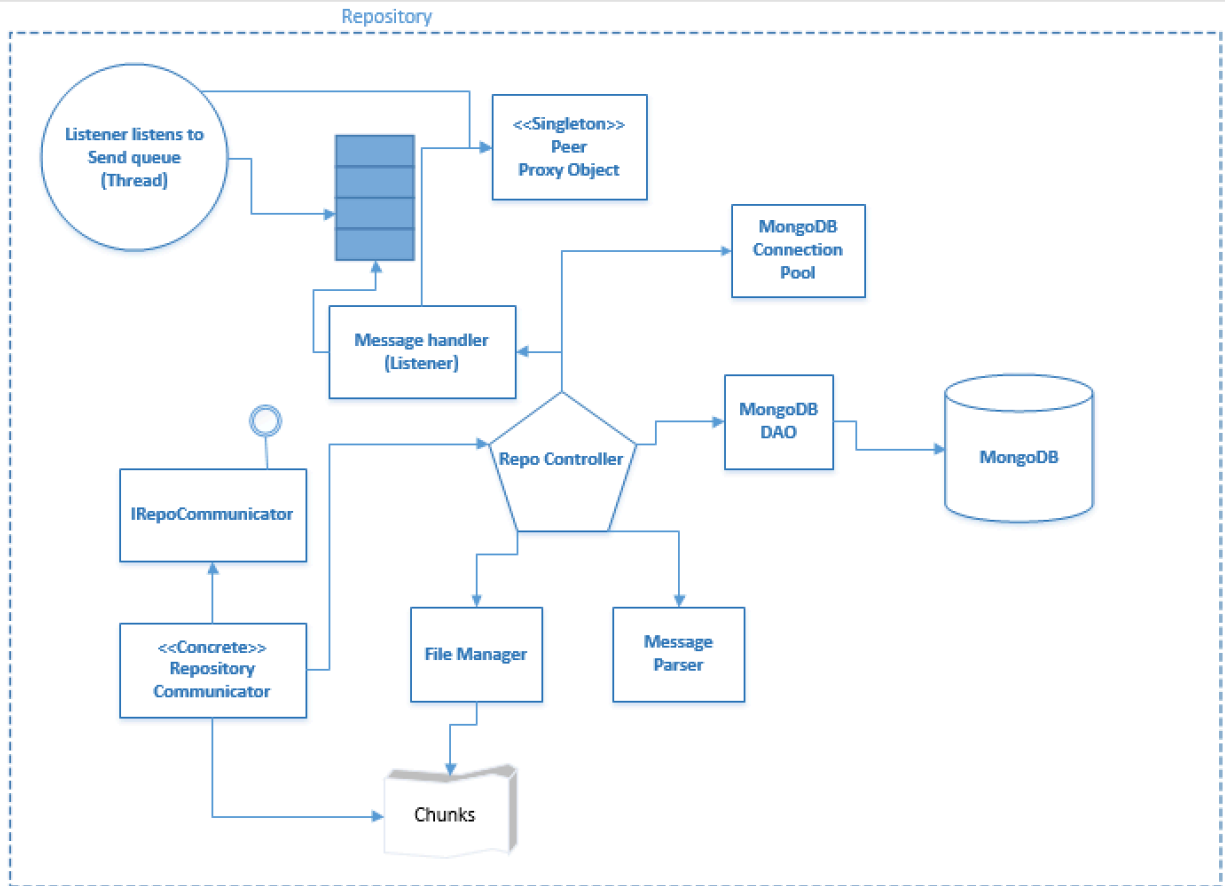 Repository
Listener listens to
Send queue
(Thread)
<<Singleton>>
Peer
Proxy Object
MongoDB
Connection
Pool
Message handler
(Listener)
MongoDB
DAO
MongoDB
Repo Controller
IRepoCommunicator
<<Concrete>>
Repository
Communicator
File Manager
Message
Parser
Chunks